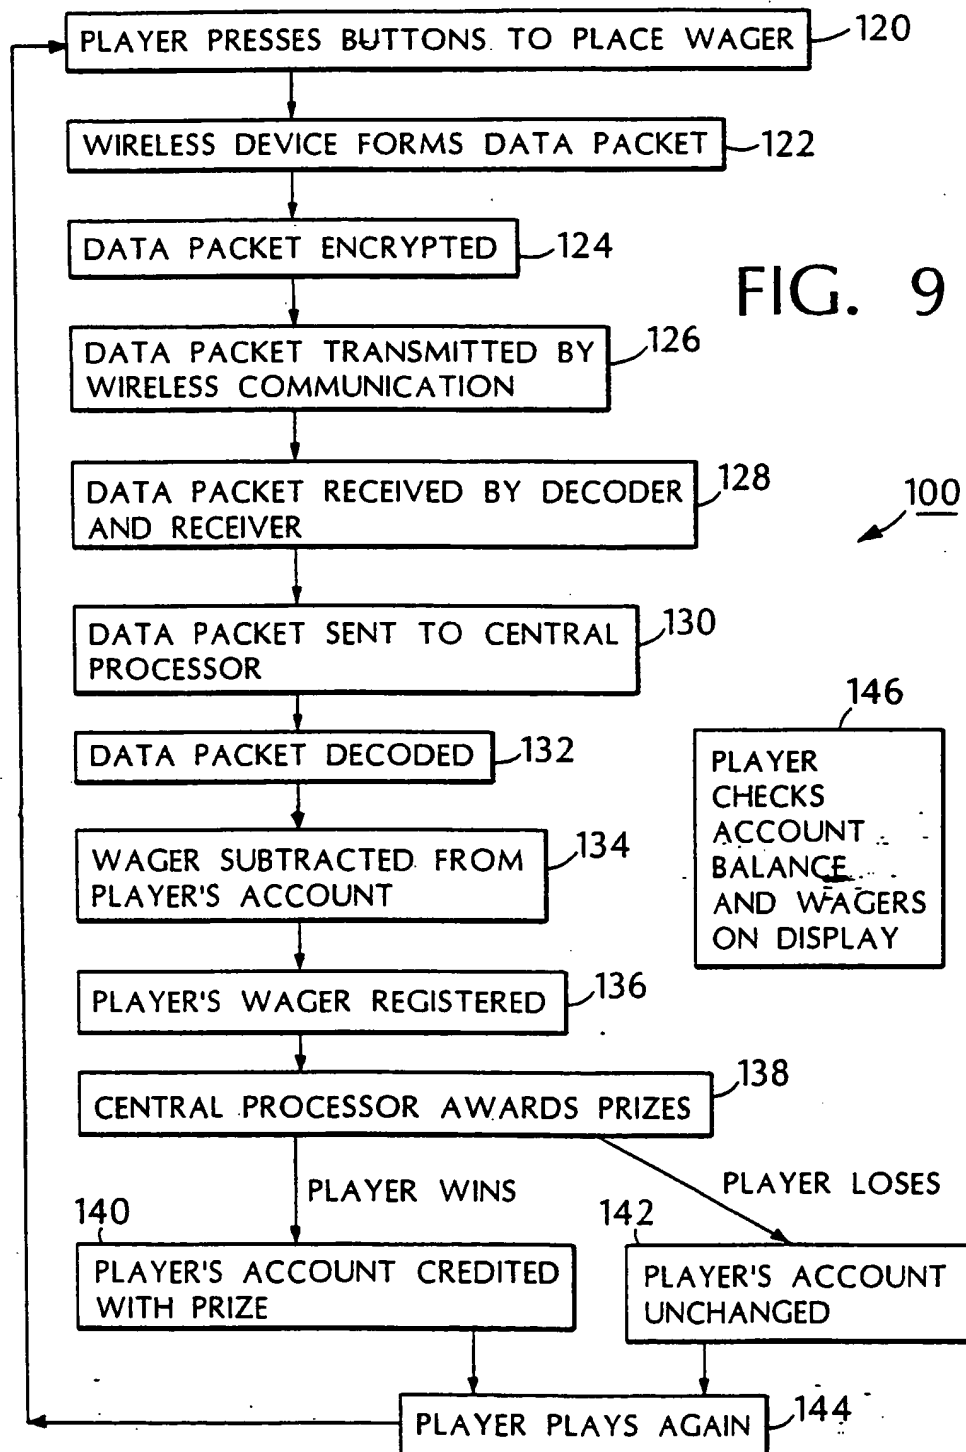 PLAYER PRESSES BUTTONS TO PLACE WAGER
120
WIRELESS DEVICE FORMS DATA PACKET
122
DATA PACKET ENCRYPTED
124
FIG. 9
DATA PACKET TRANSMITTED BY
WIRELESS COMMUNICATION
126
DATA PACKET RECEIVED BY DECODER
AND RECEIVER
128
100
DATA PACKET SENT TO CENTRAL
PROCESSOR
130
DATA PACKET DECODED
132
146
PLAYER
CHECKS
ACCOUNT
BALANCE
AND WAGERS
ON DISPLAY
WAGER SUBTRACTED FROM
PLAYER'S ACCOUNT
134
PLAYER'S WAGER REGISTERED
136
CENTRAL PROCESSOR AWARDS PRIZES
138
PLAYER WINS
PLAYER LOSES
140
PLAYER'S ACCOUNT CREDITED
WITH PRIZE
142
PLAYER'S ACCOUNT
UNCHANGED
PLAYER PLAYS AGAIN
144